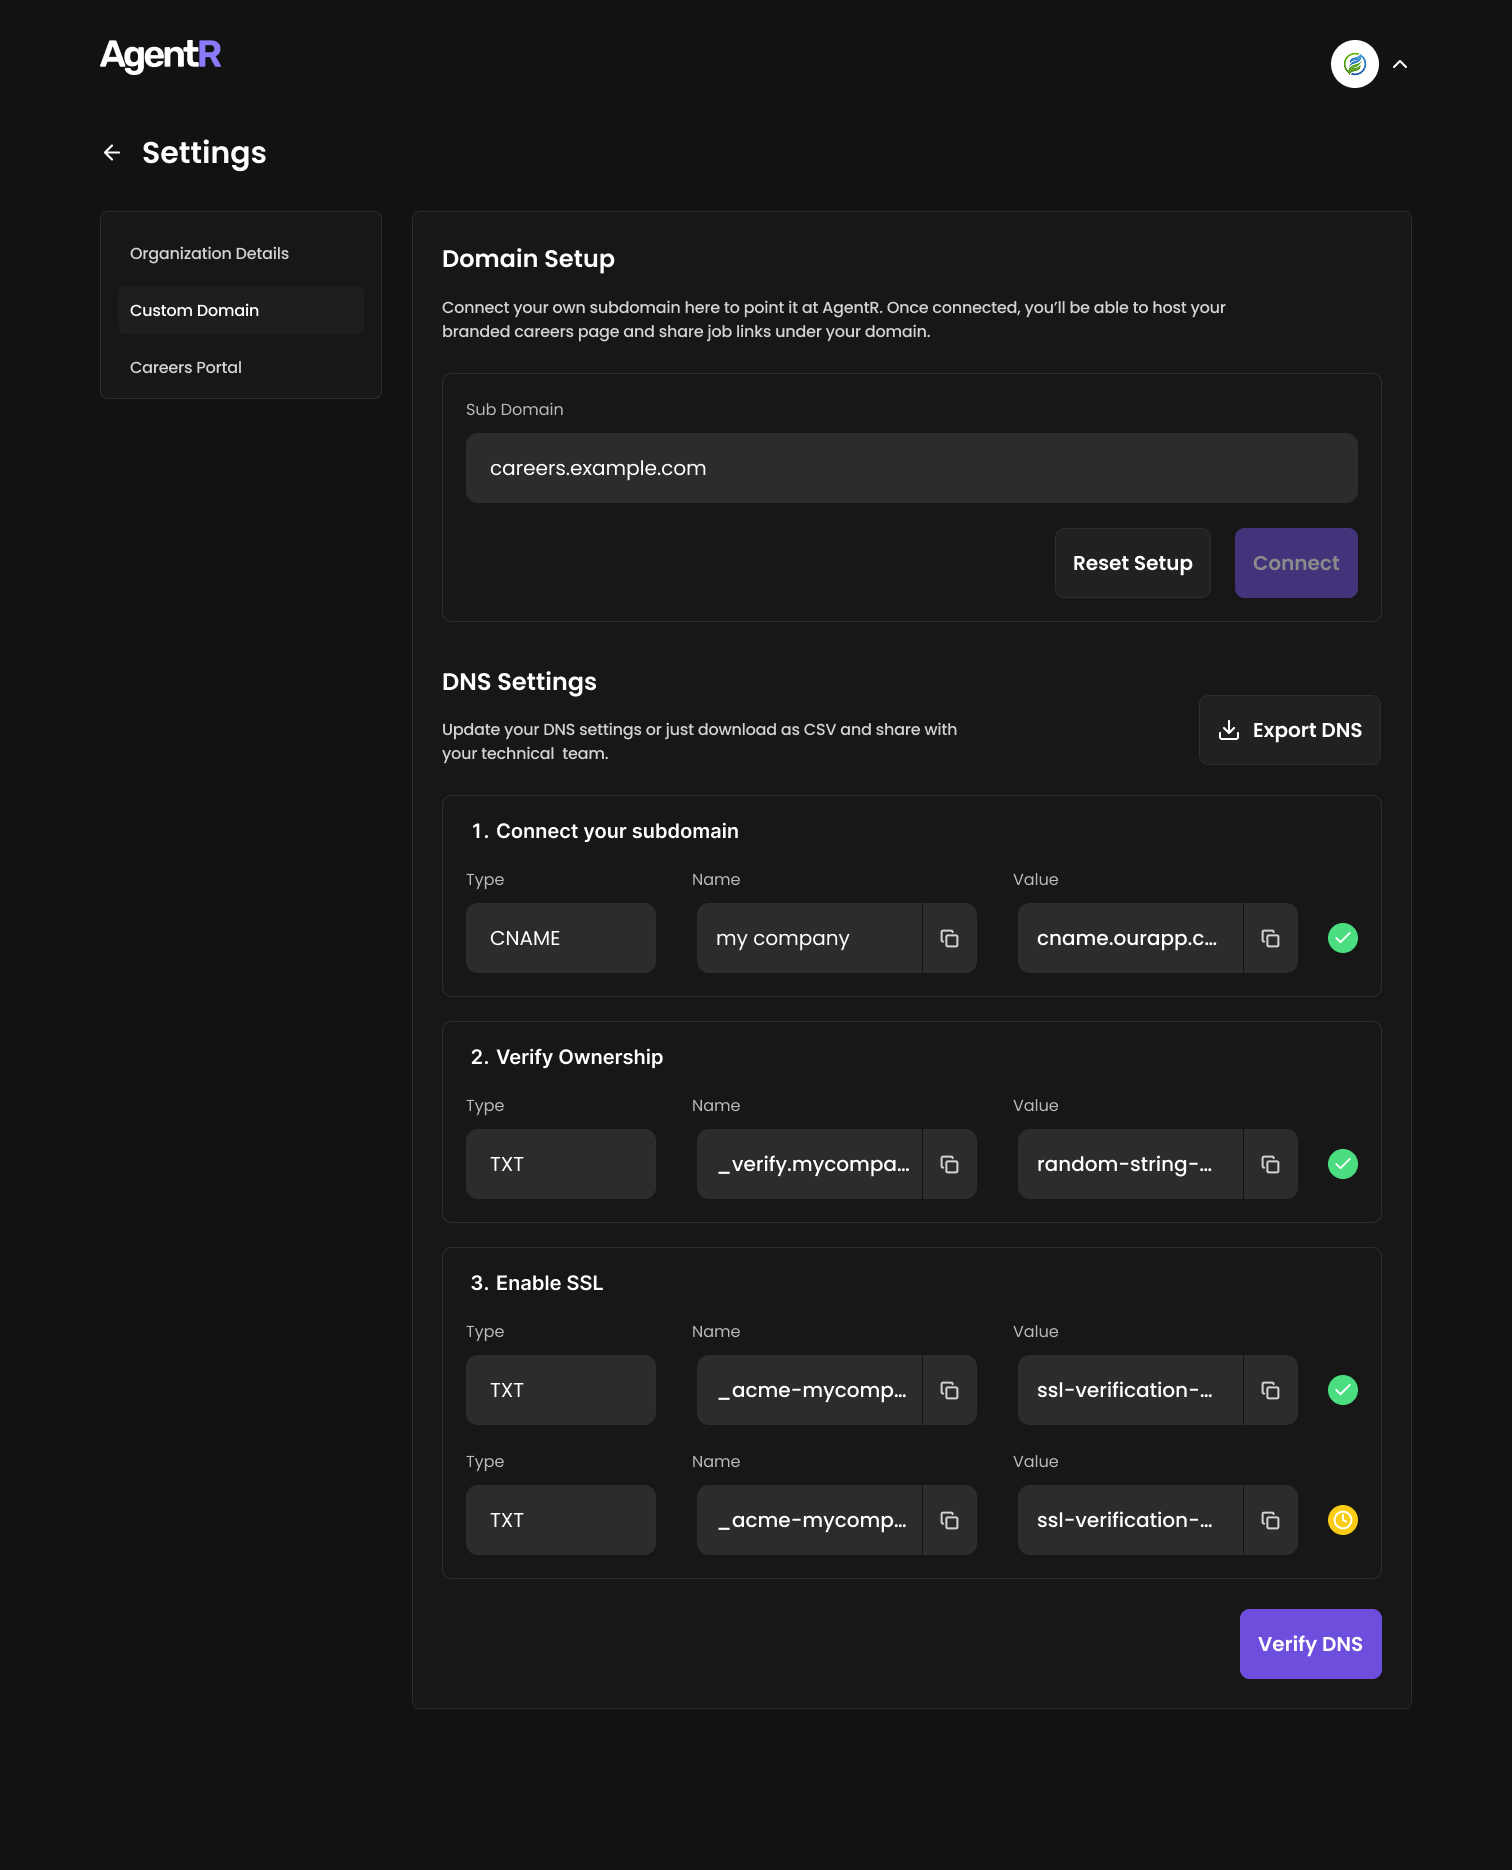 AgentR
Settings
Organization Details
Custom Domain
Careers Portal
Domain Setup
Connect your own subdomain here to point it at AgentR. Once connected, you’ll be able to host your
branded careers page and share job links under your domain.
Sub Domain
careers.example.com
Reset Setup
Connect
DNS Settings
Update your DNS settings or just download as CSV and share with
your technical  team.
Export DNS
1. Connect your subdomain
Type Name Value
CNAME my company cname.ourapp.c...
2. Verify Ownership
Type Name Value
TXT _verify.mycompa... random-string-...
3. Enable SSL
Type Name Value
TXT _acme-mycomp... ssl-verification-...
Type Name Value
TXT _acme-mycomp... ssl-verification-...
Verify DNS